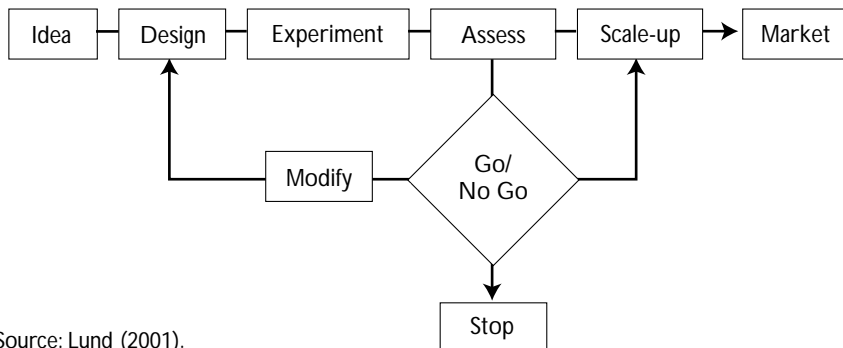 Idea
Design
Experiment
Assess
Scale-up
Market
Modify
Go/
No Go
Stop
Source: Lund (2001).